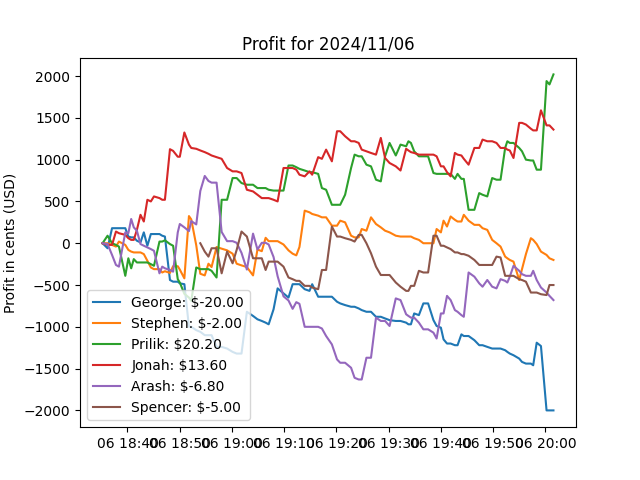 Profit for 2024/11/06
Profit in cents (USD)
2000
1500
1000
500
0
−500
−1000
−1500
−2000
George: $-20.00
Stephen: $-2.00
Prilik: $20.20
Jonah: $13.60
Arash: $-6.80
Spencer: $-5.00
06 18:40
06 18:50
06 19:00
06 19:10
06 19:20
06 19:30
06 19:40
06 19:50
06 20:00